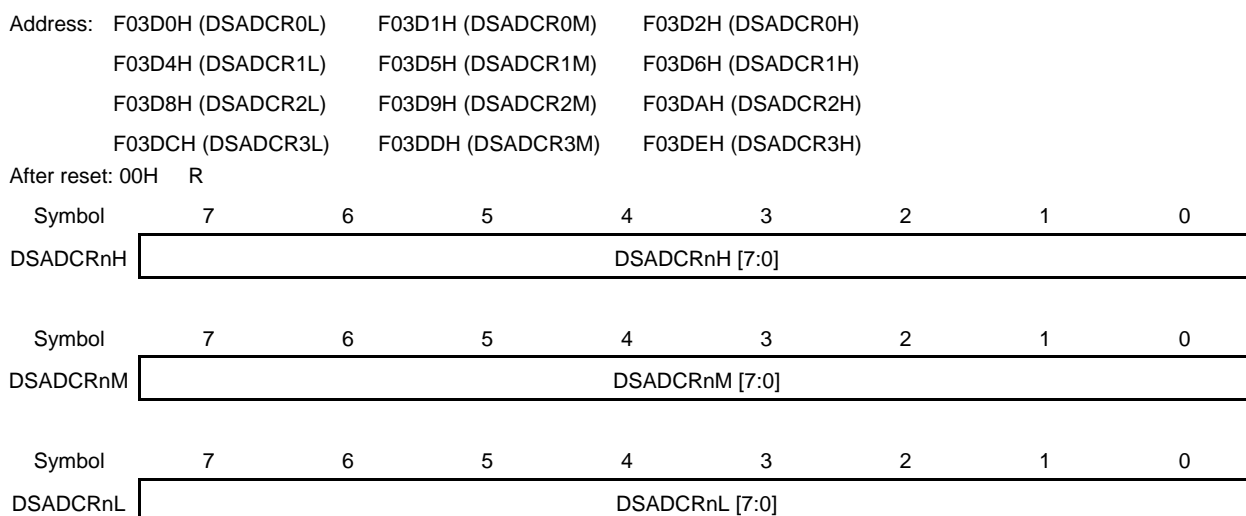 Address: F03D0H (DSADCR0L) F03D1H (DSADCR0M) F03D2H (DSADCR0H)
F03D4H (DSADCR1L) F03D5H (DSADCR1M) F03D6H (DSADCR1H)
F03D8H (DSADCR2L) F03D9H (DSADCR2M) F03DAH (DSADCR2H)
F03DCH (DSADCR3L) F03DDH (DSADCR3M) F03DEH (DSADCR3H)
After reset: 00H R
Symbol 7 6 5 4 3 2 1 0
DSADCRnH DSADCRnH [7:0]
Symbol 7 6 5 4 3 2 1 0
DSADCRnM DSADCRnM [7:0]
Symbol 7 6 5 4 3 2 1 0
DSADCRnL DSADCRnL [7:0]